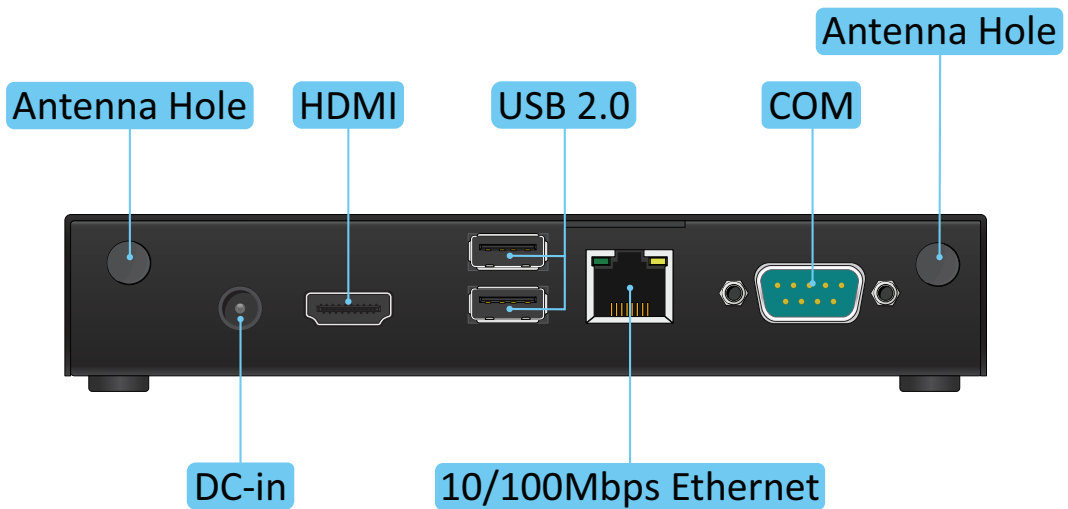 Antenna Hole
Antenna Hole
HDMI
USB 2.0
COM
DC-in
10/100Mbps Ethernet